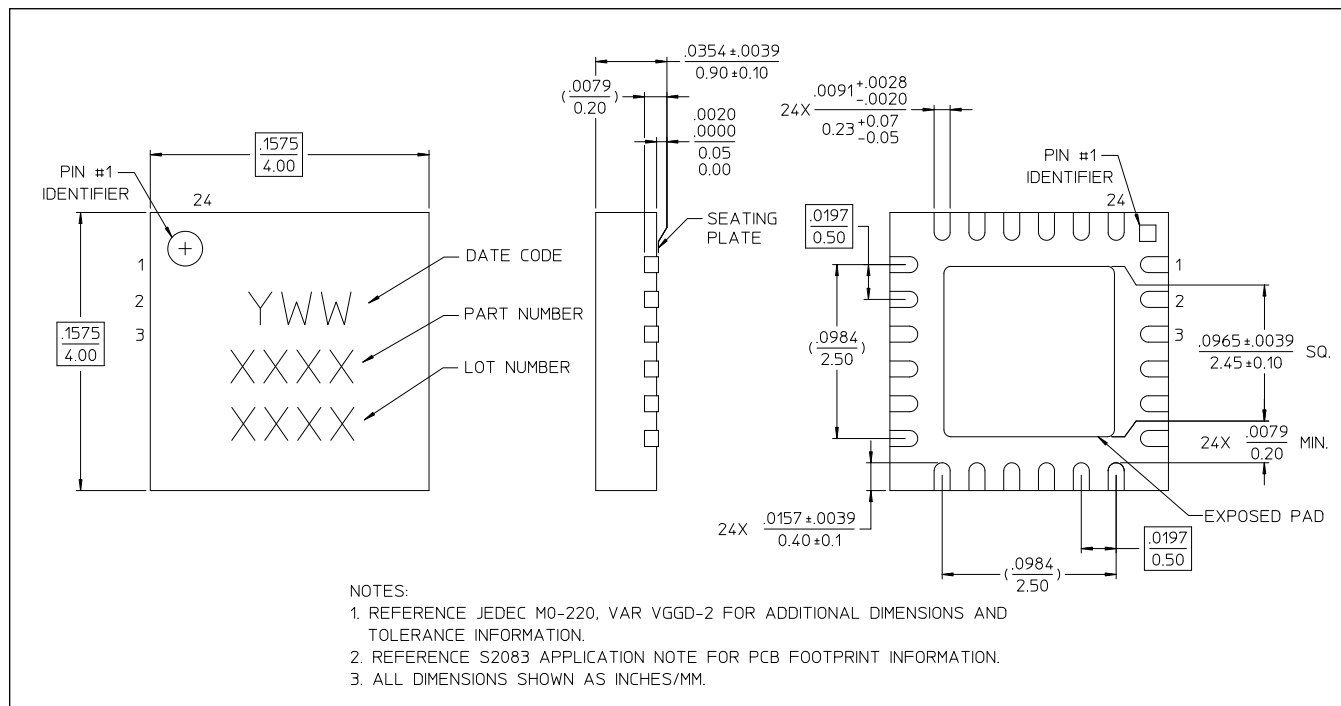 .1575
4.00
PIN #1
IDENTIFIER
24
1
2
3
.1575
4.00
YWW
XXXX
XXXX
DATE CODE
PART NUMBER
LOT NUMBER
.0354 ±.0039
0.90 ±0.10
(.0079)
0.20
.0020
.0000
0.05
0.00
SEATING
PLATE
24X .0091 +.0028
-.0020
0.23 +0.07
-0.05
PIN #1
IDENTIFIER
24
.0197
0.50
1
2
3
(.0984)
2.50
.0965 ±.0039 SQ.
2.45 ±0.10
24X .0079 MIN.
0.20
24X .0157 ±.0039
0.40 ±0.1
EXPOSED PAD
.0197
0.50
(.0984)
2.50
NOTES:
1. REFERENCE JEDEC M0-220, VAR VGGD-2 FOR ADDITIONAL DIMENSIONS AND
TOLERANCE INFORMATION.
2. REFERENCE S2083 APPLICATION NOTE FOR PCB FOOTPRINT INFORMATION.
3. ALL DIMENSIONS SHOWN AS INCHES/MM.